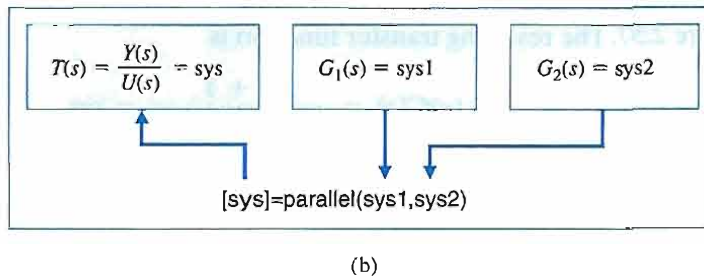 T(s) = Y(s)/U(s) = sys
G₁(s) = sys1
G₂(s) = sys2
[sys]=parallel(sys1,sys2)
(b)